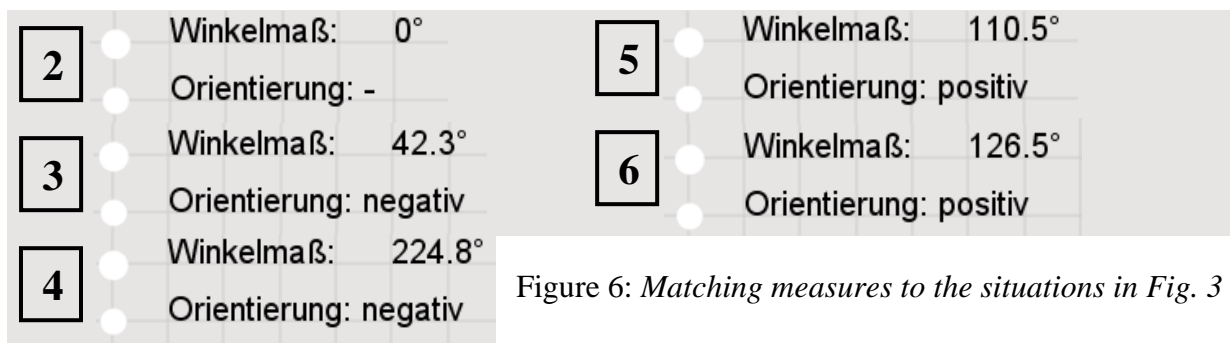 2
Winkelmaß: 0°
Orientierung: -
3
Winkelmaß: 42.3°
Orientierung: negativ
4
Winkelmaß: 224.8°
Orientierung: negativ
5
Winkelmaß: 110.5°
Orientierung: positiv
6
Winkelmaß: 126.5°
Orientierung: positiv
Figure 6: Matching measures to the situations in Fig. 3